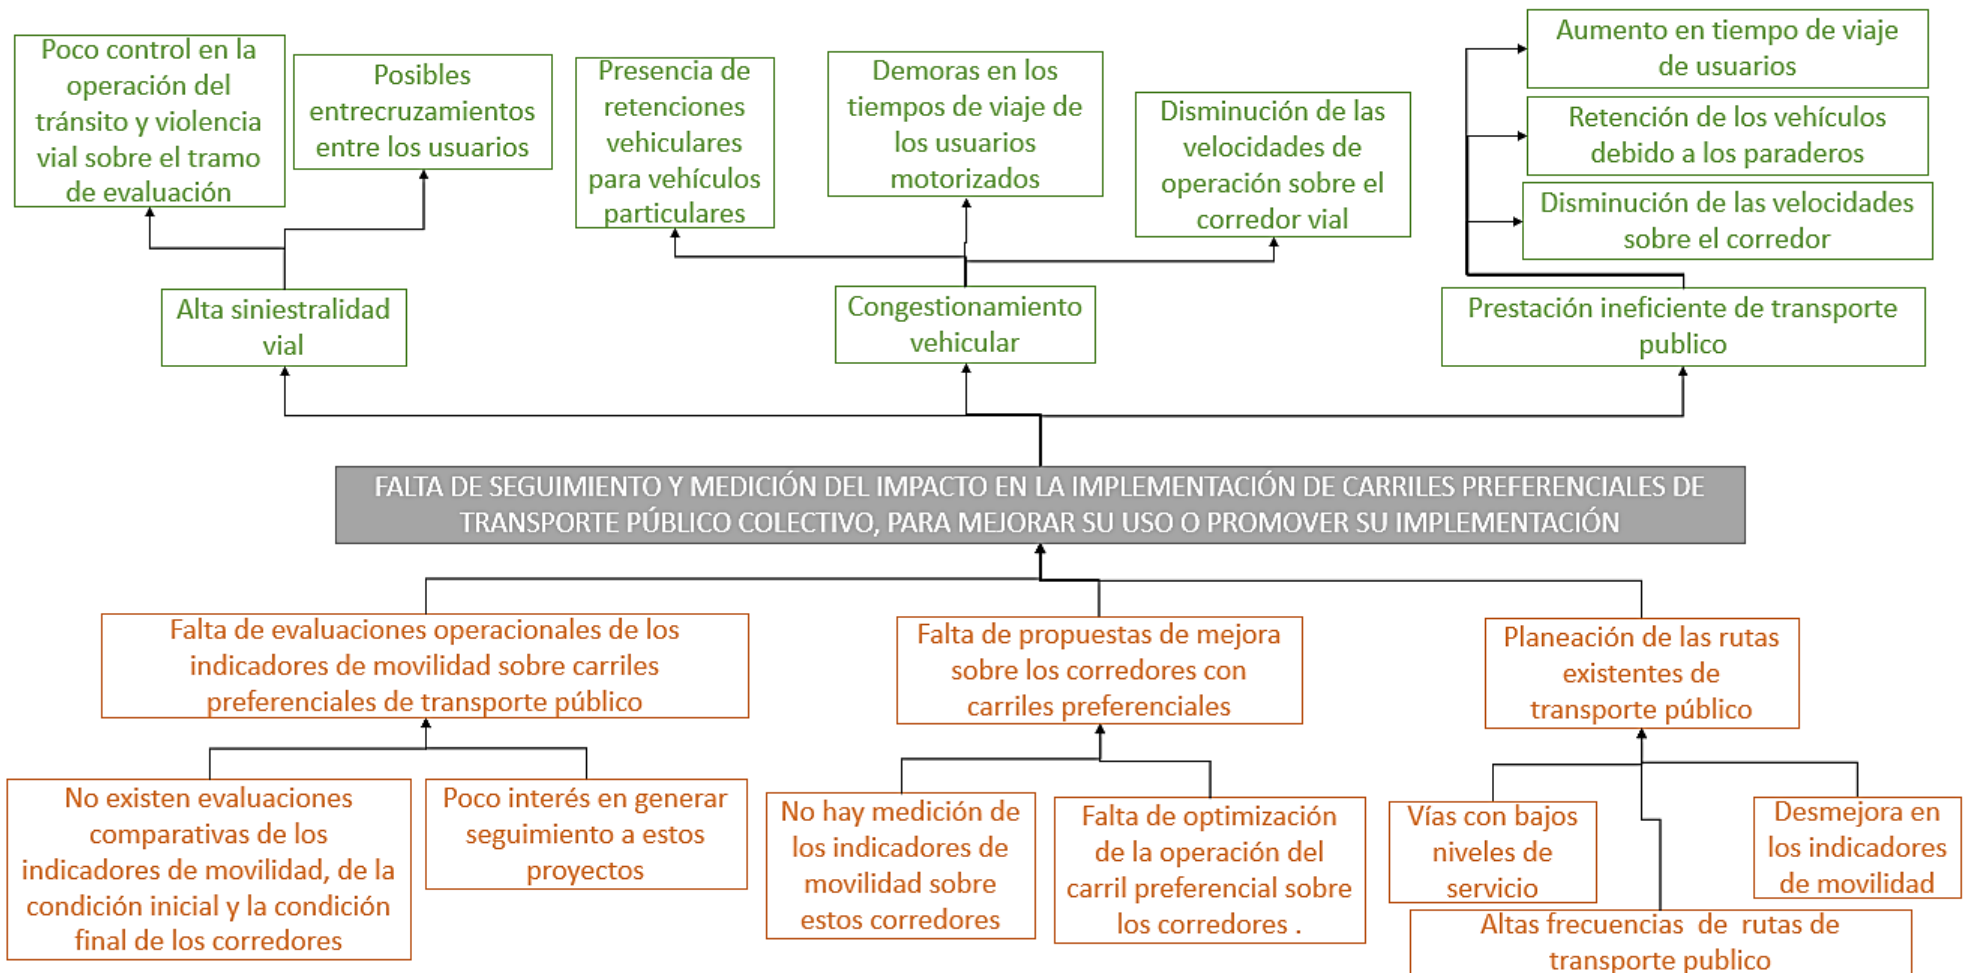 Poco control en la
operación del
tránsito y violencia
vial sobre el tramo
de evaluación
Posibles
entrecruzamientos
entre los usuarios
Presencia de
retenciones
vehiculares
para vehículos
particulares
Demoras en los
tiempos de viaje de
los usuarios
motorizados
Disminución de las
velocidades de
operación sobre el
corredor vial
Aumento en tiempo de viaje
de usuarios
Retención de los vehículos
debido a los paraderos
Disminución de las velocidades
sobre el corredor
Alta siniestralidad
vial
Congestionamiento
vehicular
Prestación ineficiente de transporte
publico
FALTA DE SEGUIMIENTO Y MEDICIÓN DEL IMPACTO EN LA IMPLEMENTACIÓN DE CARRILES PREFERENCIALES DE
TRANSPORTE PÚBLICO COLECTIVO, PARA MEJORAR SU USO O PROMOVER SU IMPLEMENTACIÓN
Falta de evaluaciones operacionales de los
indicadores de movilidad sobre carriles
preferenciales de transporte público
Falta de propuestas de mejora
sobre los corredores con
carriles preferenciales
Planeación de las rutas
existentes de
transporte público
No existen evaluaciones
comparativas de los
indicadores de movilidad, de la
condición inicial y la condición
final de los corredores
Poco interés en generar
seguimiento a estos
proyectos
No hay medición de
los indicadores de
movilidad sobre
estos corredores
Falta de optimización
de la operación del
carril preferencial sobre
los corredores .
Vías con bajos
niveles de
servicio
Desmejora en
los indicadores
de movilidad
Altas frecuencias de rutas de
transporte publico